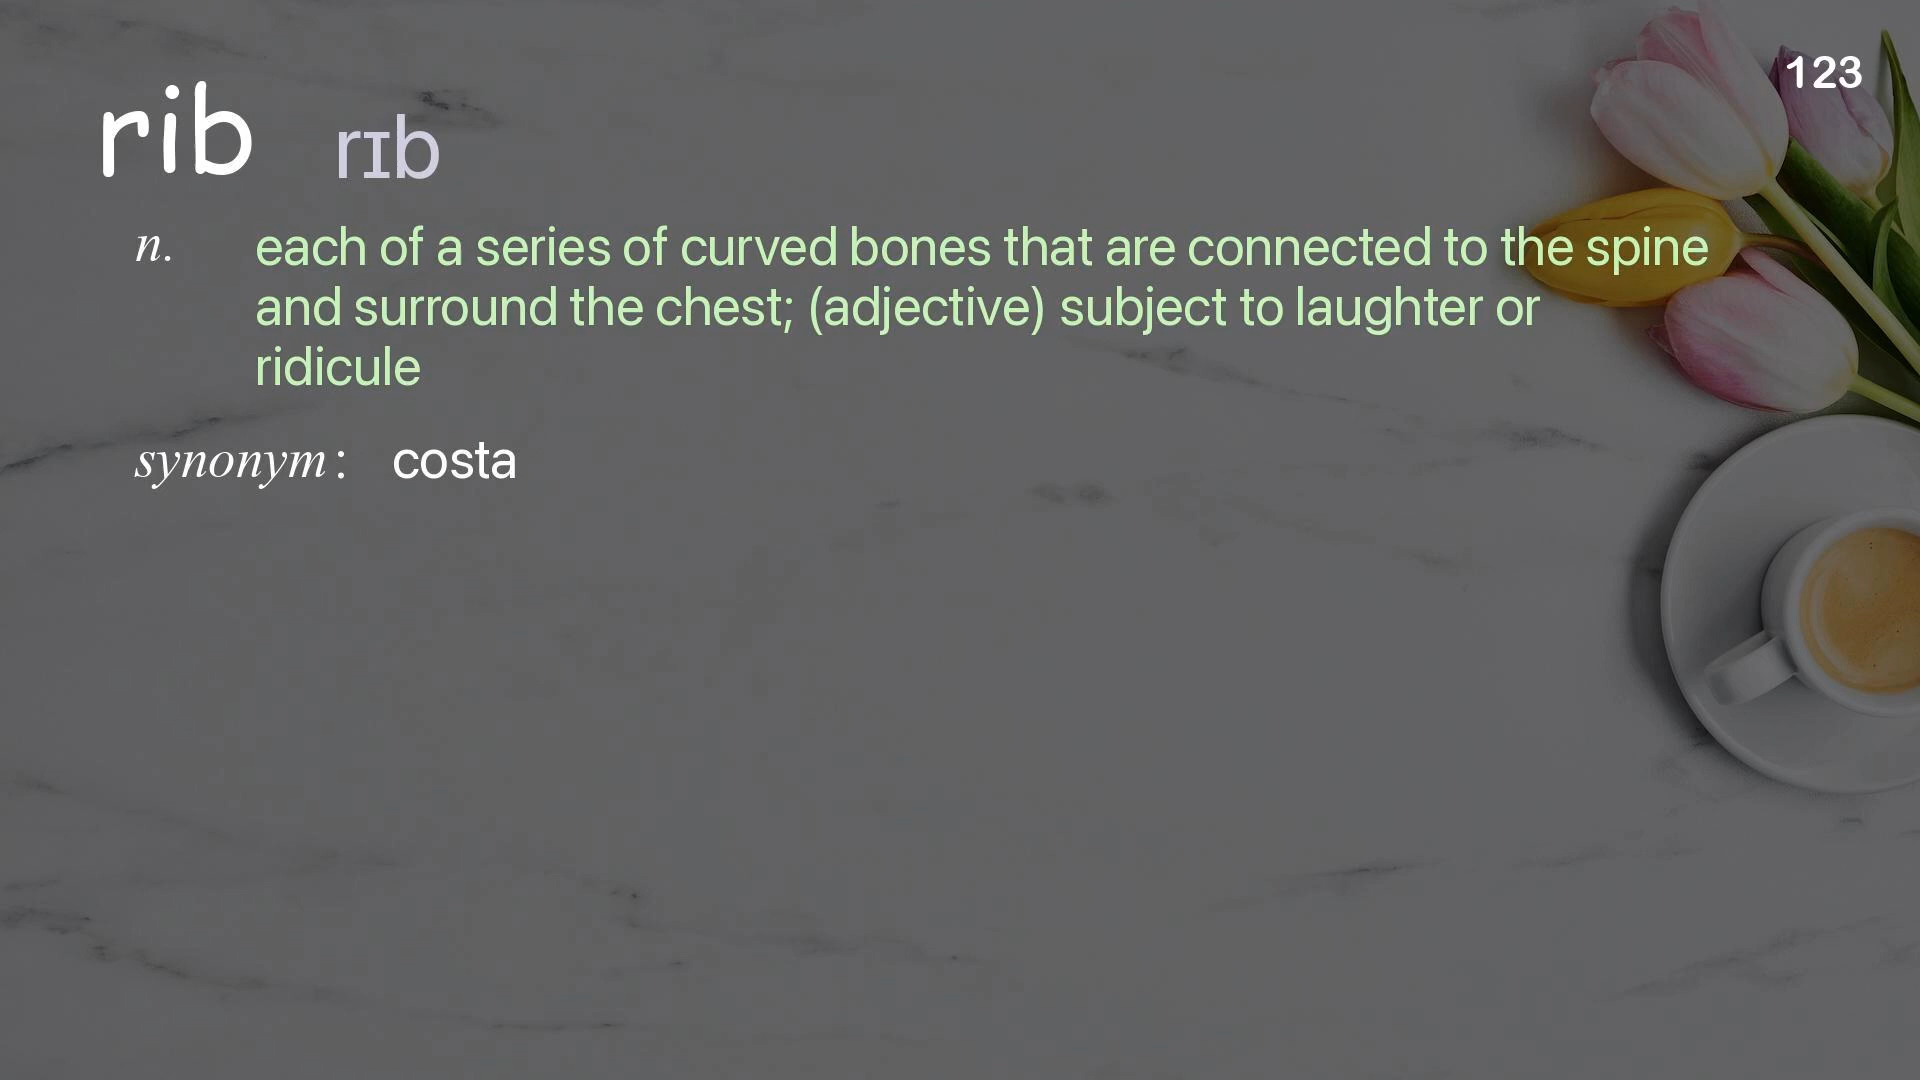 123
rib rɪb
n. each of a series of curved bones that are connected to the spine
and surround the chest; (adjective) subject to laughter or
ridicule
synonym: costa